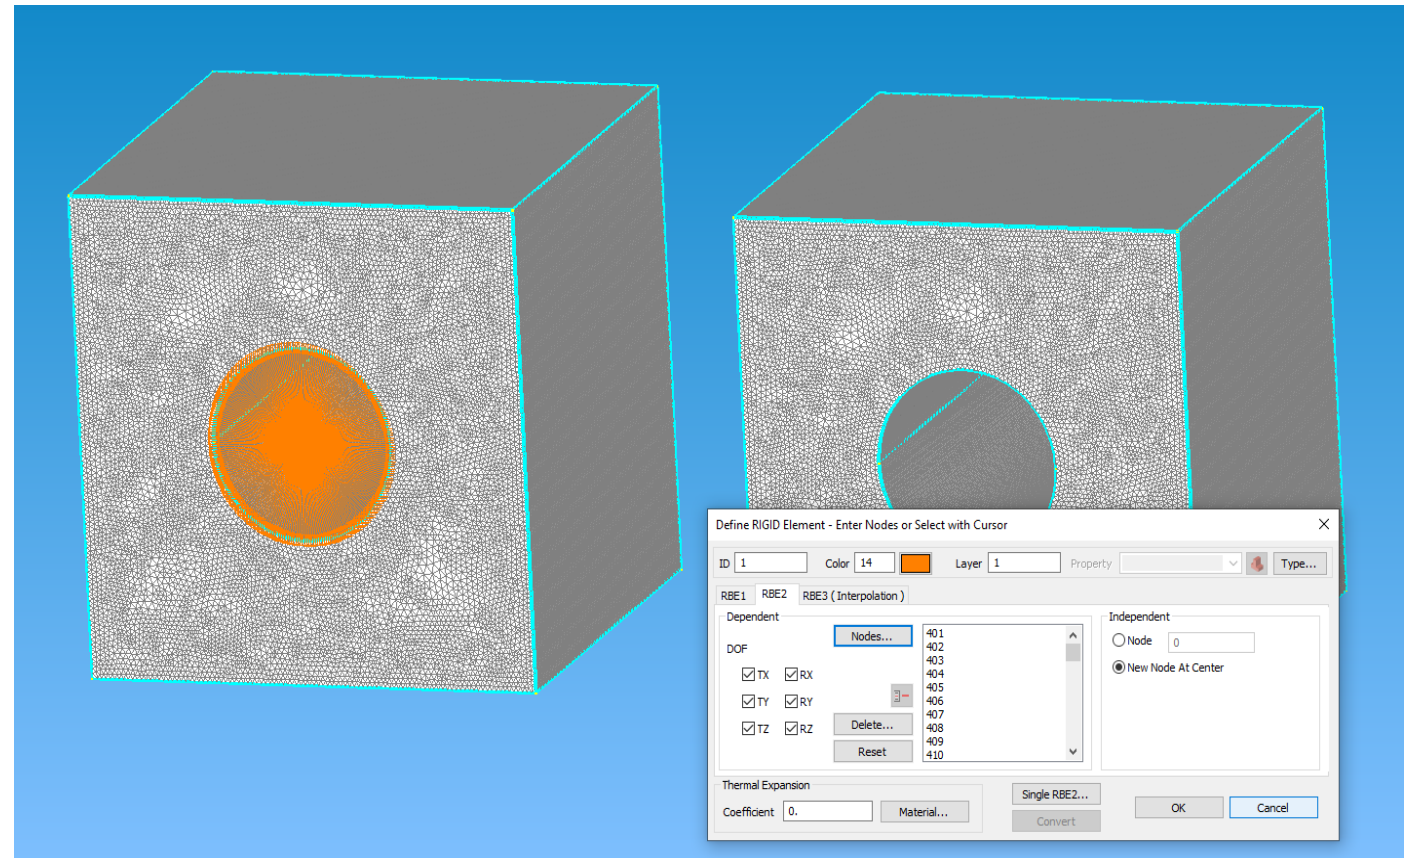 Define RIGID Element - Enter Nodes or Select with Cursor
ID 1 Color 14 Layer 1 Property Type...
RBE1 RBE2 RBE3 ( Interpolation )
Dependent
DOF
TX RX
TY RY
TZ RZ
Nodes...
Delete...
Reset
401
402
403
404
405
406
407
408
409
410
Independent
Node 0
New Node At Center
Thermal Expansion
Coefficient 0. Material...
Single RBE2...
Convert
OK Cancel